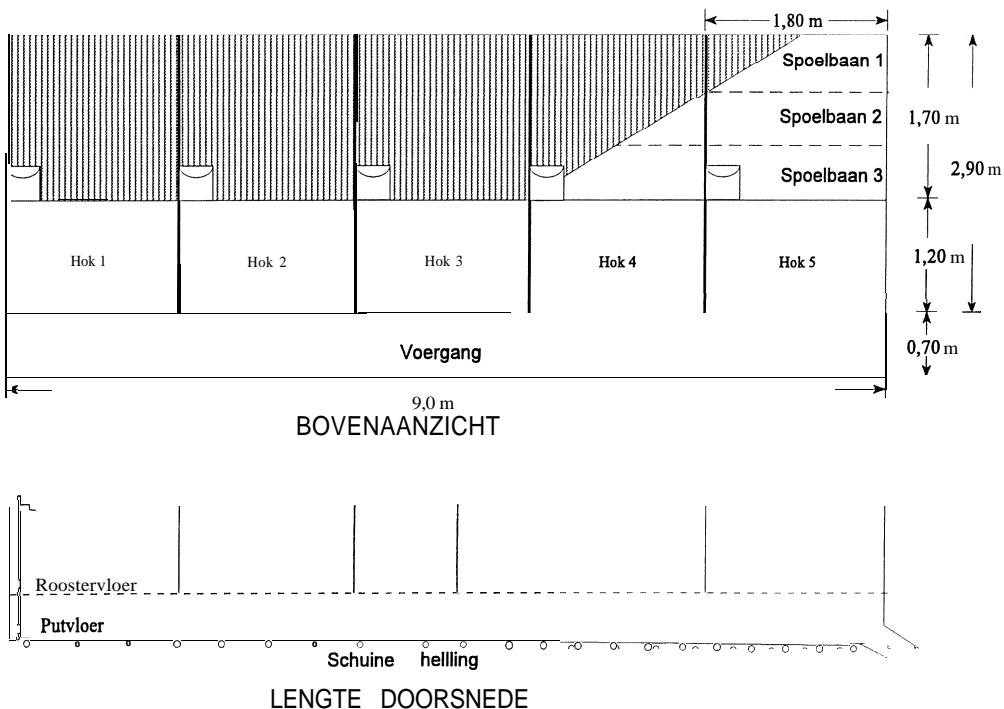 1,80 m
Spoelbaan 1
Spoelbaan 2
1,70 m
2,90 m
Spoelbaan 3
Hok 1
Hok 2
Hok 3
Hok 4
Hok 5
1,20 m
Voergang
0,70 m
9,0 m
BOVENAANZICHT
Roostervloer
Putvloer
Schuine hellling
LENGTE DOORSNEDE